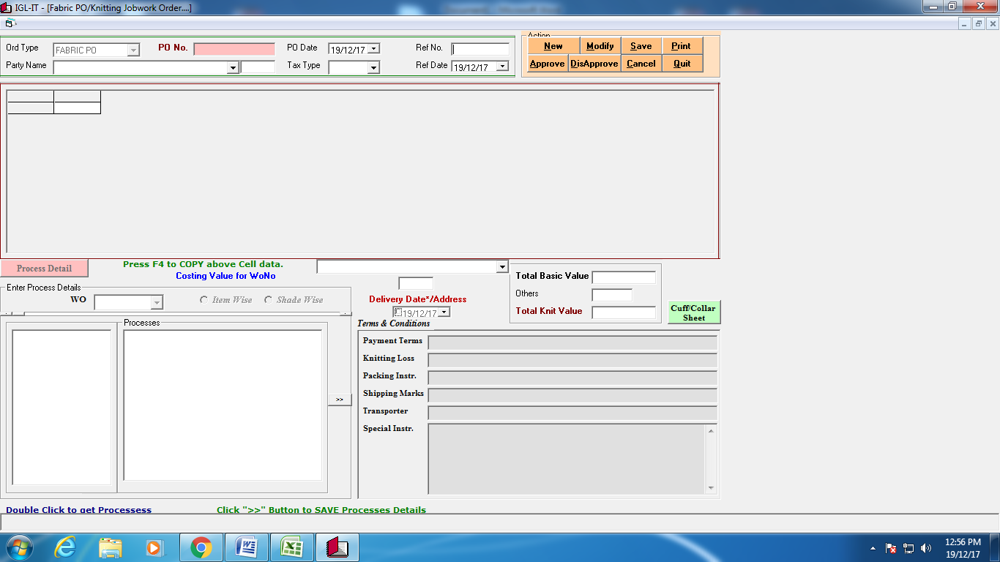 IGL-IT - [Fabric PO/Knitting Jobwork Order....]
Ord Type FABRIC PO PO No. PO Date 19/12/17 Ref No.
Party Name Tax Type Ref Date 19/12/17
Action
New Modify Save Print
Approve DisApprove Cancel Quit
Process Detail
Press F4 to COPY above Cell data.
Costing Value for WoNo
Enter Process Details
WO Item Wise Shade Wise
Delivery Date*/Address
19/12/17
Total Basic Value
Others
Total Knit Value
Cuff/Collar
Sheet
Processes
>>
Terms & Conditions
Payment Terms
Knitting Loss
Packing Instr.
Shipping Marks
Transporter
Special Instr.
Double Click to get Processess
Click ">>" Button to SAVE Processes Details
12:56 PM
19/12/17